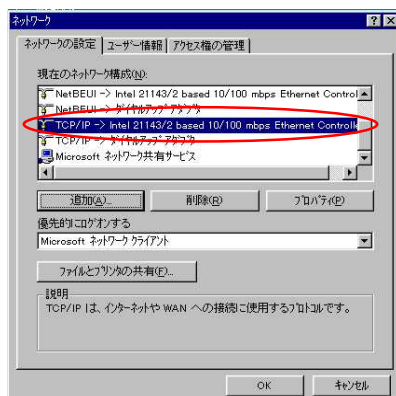 ネットワーク
ネットワークの設定 ユーザー情報 アクセス権の管理
現在のネットワーク構成(N):
NetBEUI -> Intel 21143/2 based 10/100 mbps Ethernet Control
NetBEUI -> ダイヤルアップ アダプタ
TCP/IP -> Intel 21143/2 based 10/100 mbps Ethernet Controlle
TCP/IP -> ダイヤルアップ アダプタ
Microsoft ネットワーク共有サービス
追加(A)... 削除(R) プロパティ(P)
優先的にログオンする
Microsoft ネットワーク クライアント
ファイルとプリンタの共有(F)...
説明
TCP/IP は、インターネットや WAN への接続に使用するプロトコルです。
OK キャンセル